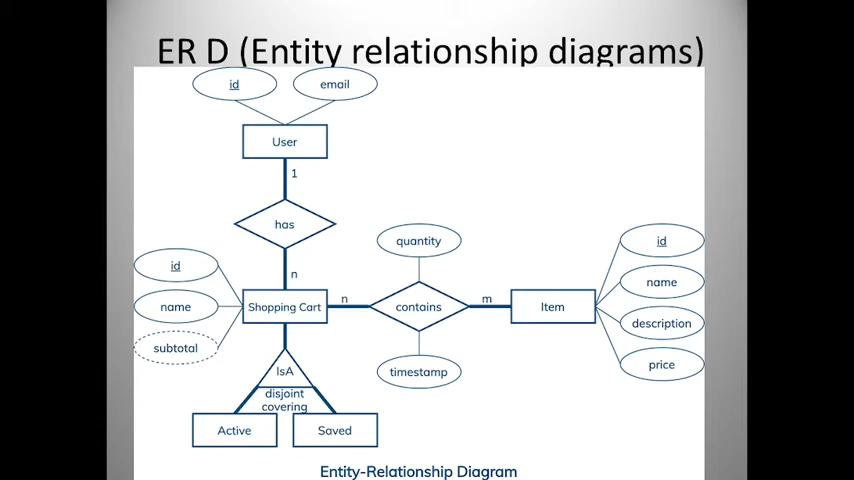 ER D (Entity relationship diagrams)
id
email
User
1
has
n
id
name
subtotal
Shopping Cart
n
quantity
contains
timestamp
m
Item
id
name
description
price
IsA
disjoint
covering
Active
Saved
Entity-Relationship Diagram